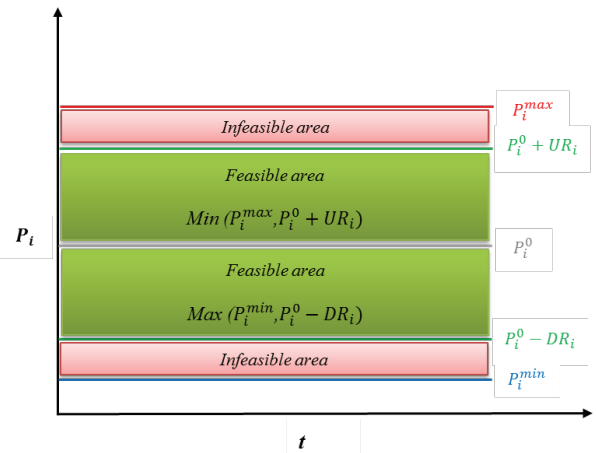 P_i^max
Infeasible area
P_i^0 + UR_i
Feasible area
Min (P_i^max, P_i^0 + UR_i)
P_i
P_i^0
Feasible area
Max (P_i^min, P_i^0 − DR_i)
P_i^0 − DR_i
Infeasible area
P_i^min
t